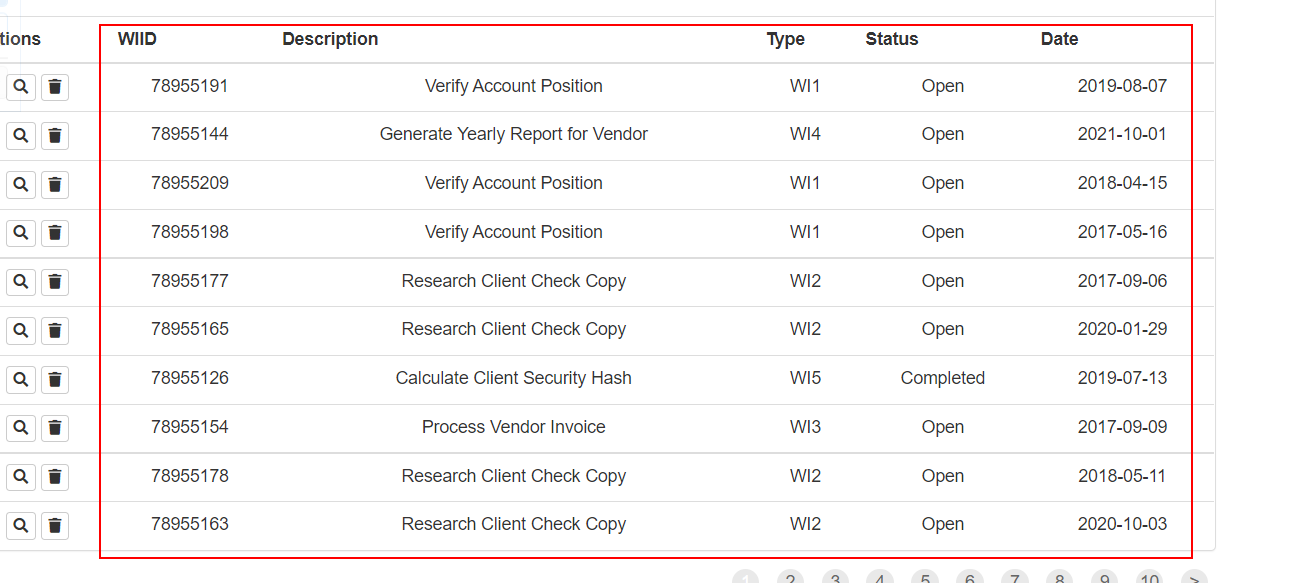 tions WIID Description Type Status Date
78955191 Verify Account Position WI1 Open 2019-08-07
78955144 Generate Yearly Report for Vendor WI4 Open 2021-10-01
78955209 Verify Account Position WI1 Open 2018-04-15
78955198 Verify Account Position WI1 Open 2017-05-16
78955177 Research Client Check Copy WI2 Open 2017-09-06
78955165 Research Client Check Copy WI2 Open 2020-01-29
78955126 Calculate Client Security Hash WI5 Completed 2019-07-13
78955154 Process Vendor Invoice WI3 Open 2017-09-09
78955178 Research Client Check Copy WI2 Open 2018-05-11
78955163 Research Client Check Copy WI2 Open 2020-10-03
1 2 3 4 5 6 7 8 9 10 >